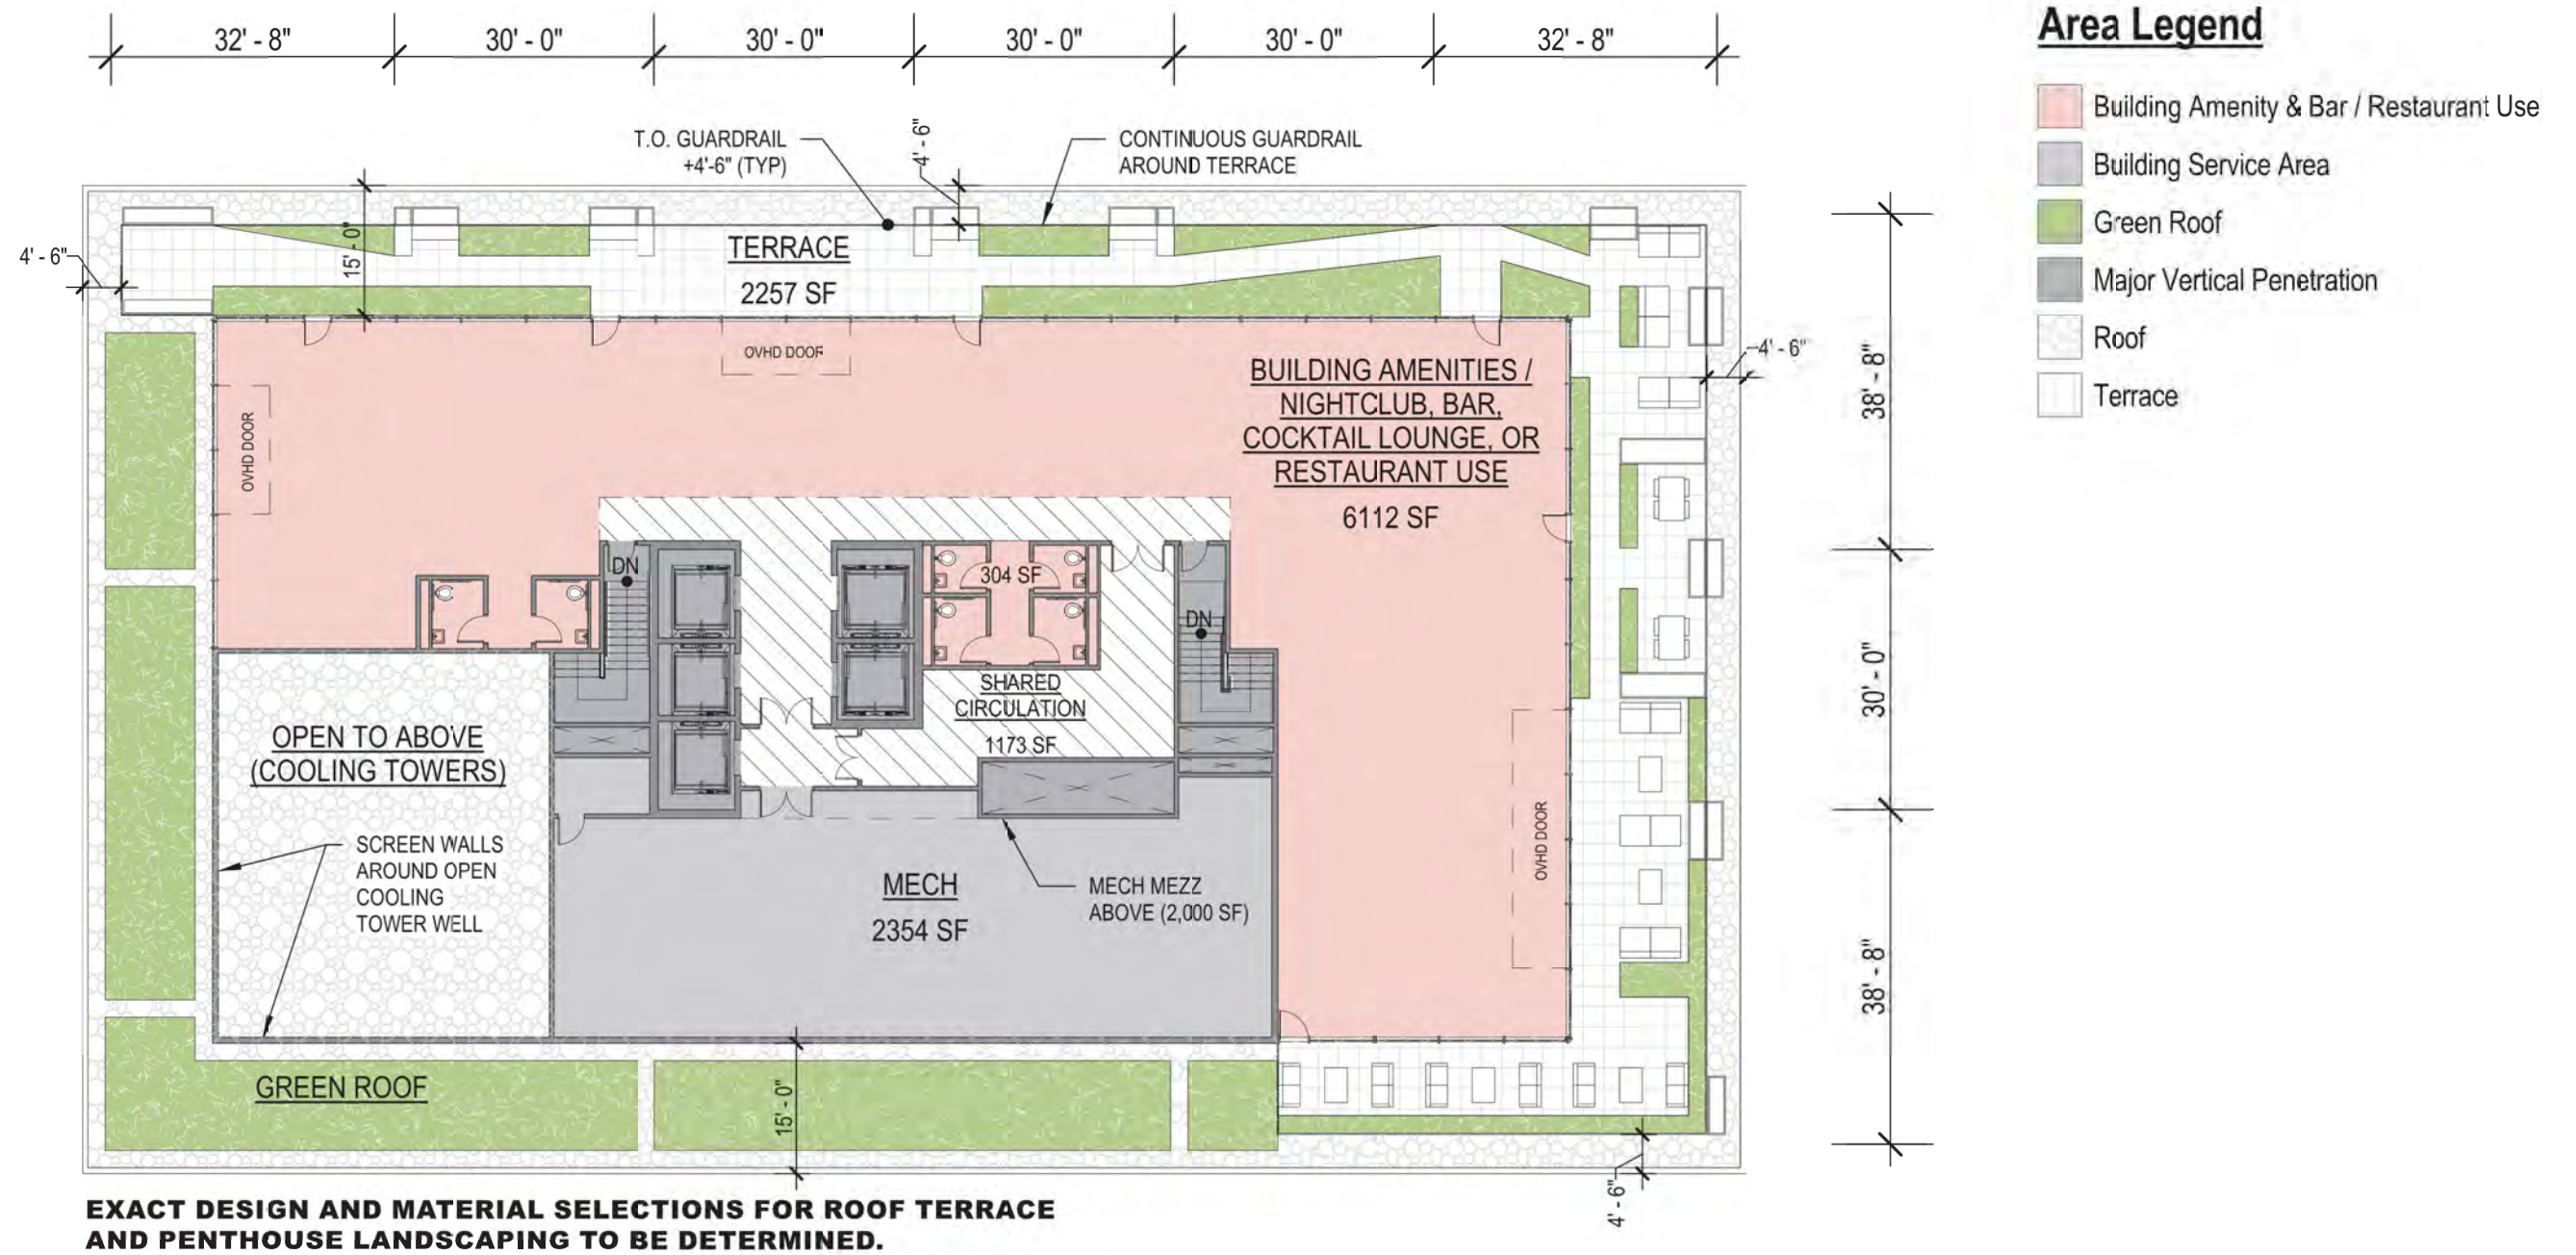 Area Legend
32' - 8"
30' - 0"
30' - 0"
30' - 0"
30' - 0"
32' - 8"
Building Amenity & Bar / Restaurant Use
Building Service Area
Green Roof
Major Vertical Penetration
Roof
Terrace
T.O. GUARDRAIL
+4'-6" (TYP)
4' - 6"
CONTINUOUS GUARDRAIL
AROUND TERRACE
4' - 6"
15' - 0"
TERRACE
2257 SF
OVHD DOOR
OVHD DOOR
BUILDING AMENITIES /
NIGHTCLUB, BAR,
COCKTAIL LOUNGE, OR
RESTAURANT USE
6112 SF
4' - 6"
38' - 8"
DN
304 SF
DN
SHARED
CIRCULATION
1173 SF
30' - 0"
OPEN TO ABOVE
(COOLING TOWERS)
SCREEN WALLS
AROUND OPEN
COOLING
TOWER WELL
MECH
2354 SF
MECH MEZZ
ABOVE (2,000 SF)
OVHD DOOR
38' - 8"
GREEN ROOF
15' - 0"
4' - 6"
EXACT DESIGN AND MATERIAL SELECTIONS FOR ROOF TERRACE
AND PENTHOUSE LANDSCAPING TO BE DETERMINED.